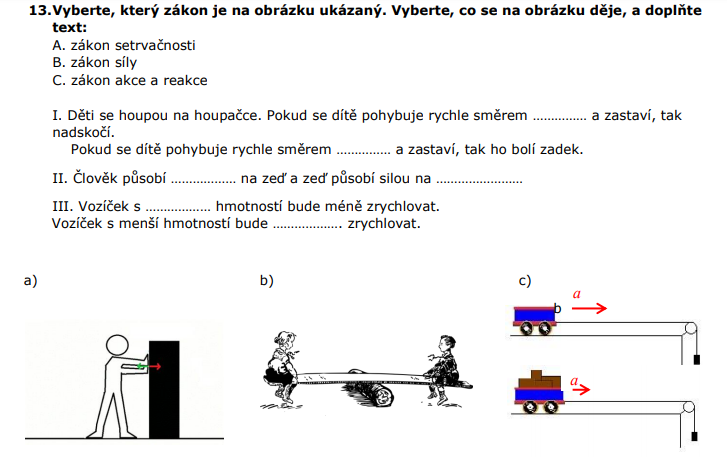 13.Vyberte, který zákon je na obrázku ukázaný. Vyberte, co se na obrázku děje, a doplňte
text:
A. zákon setrvačnosti
B. zákon síly
C. zákon akce a reakce
I. Děti se houpou na houpačce. Pokud se dítě pohybuje rychle směrem …………… a zastaví, tak
nadskočí.
Pokud se dítě pohybuje rychle směrem …………… a zastaví, tak ho bolí zadek.
II. Člověk působí ……………… na zeď a zeď působí silou na ……………………
III. Vozíček s ……………… hmotností bude méně zrychlovat.
Vozíček s menší hmotností bude ………………. zrychlovat.
a) b) c)
a
b
a